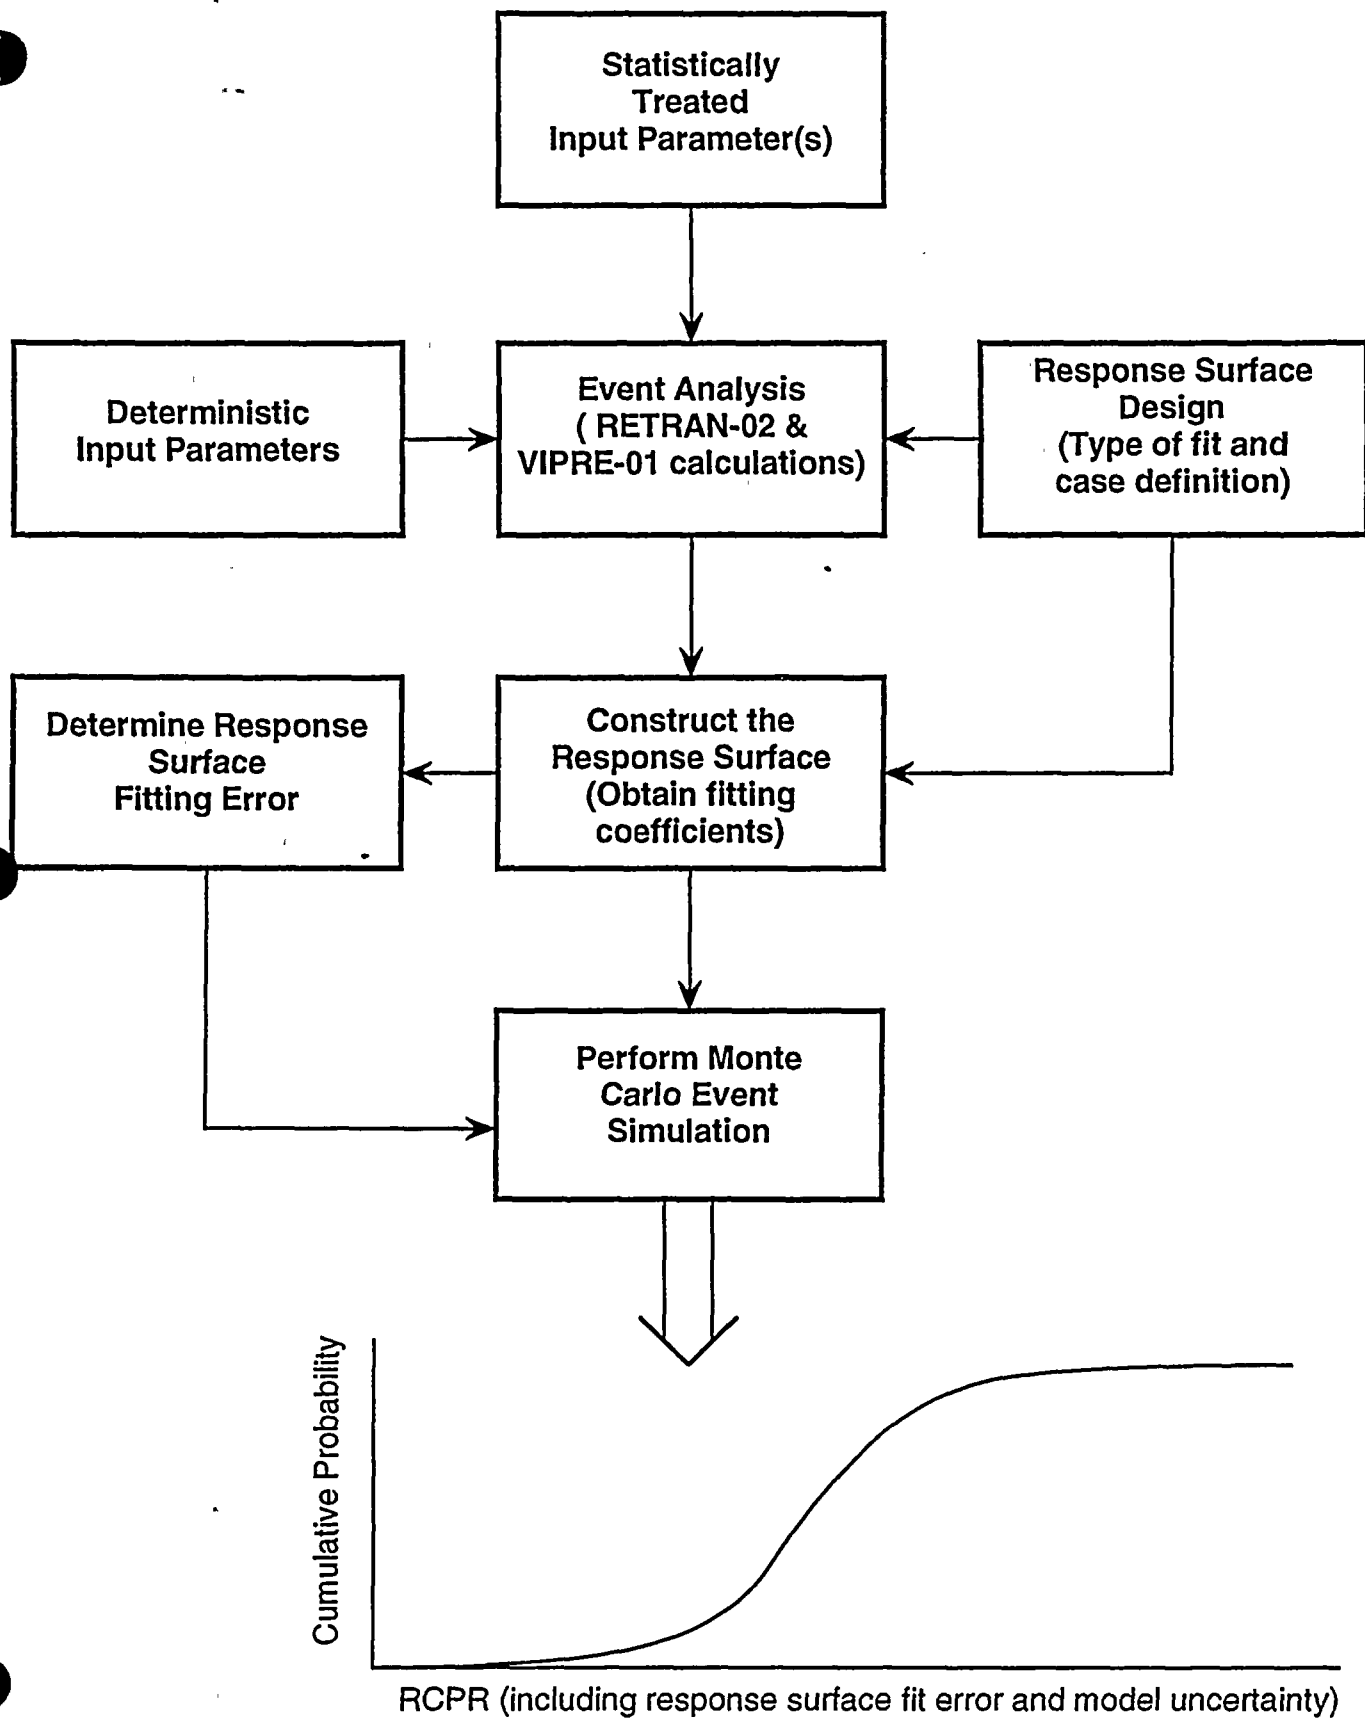 Statistically
Treated
Input Parameter(s)
Deterministic
Input Parameters
Event Analysis
( RETRAN-02 &
VIPRE-01 calculations)
Response Surface
Design
(Type of fit and
case definition)
Determine Response
Surface
Fitting Error
Construct the
Response Surface
(Obtain fitting
coefficients)
Perform Monte
Carlo Event
Simulation
Cumulative Probability
RCPR (including response surface fit error and model uncertainty)